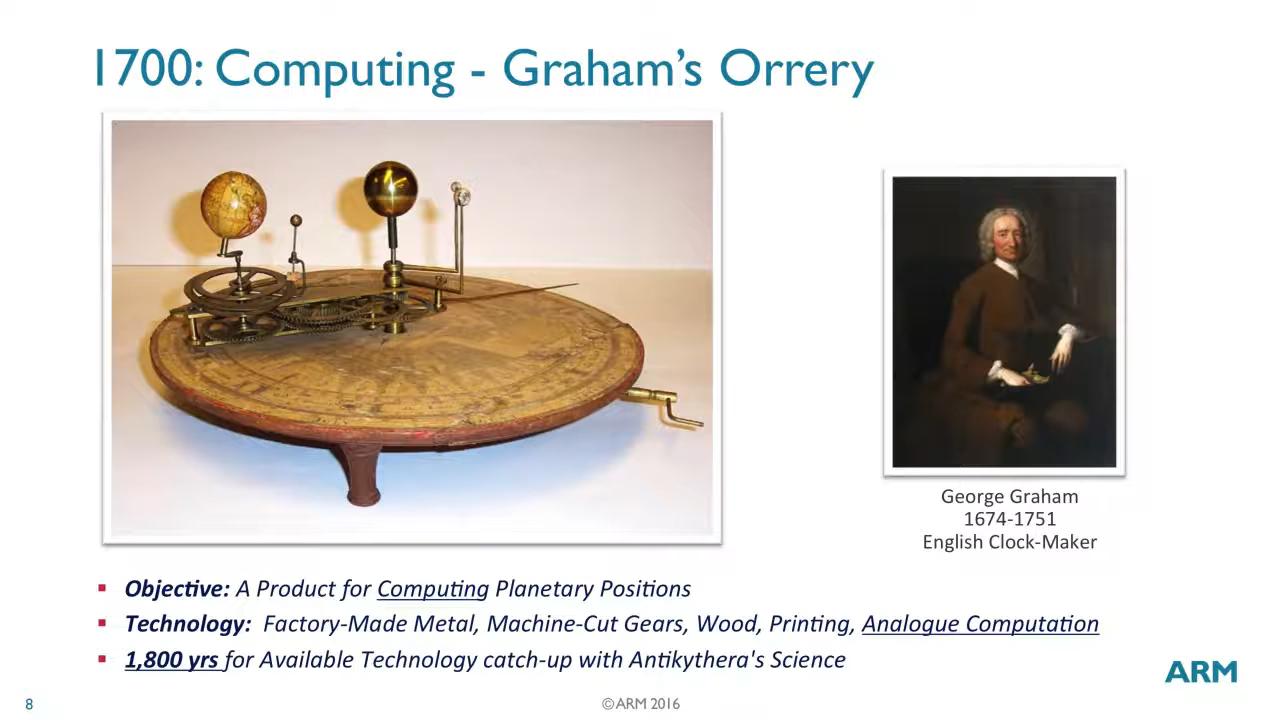 1700: Computing - Graham's Orrery
George Graham
1674-1751
English Clock-Maker
▪ Objective: A Product for Computing Planetary Positions
▪ Technology: Factory-Made Metal, Machine-Cut Gears, Wood, Printing, Analogue Computation
▪ 1,800 yrs for Available Technology catch-up with Antikythera's Science
ARM
8
© ARM 2016